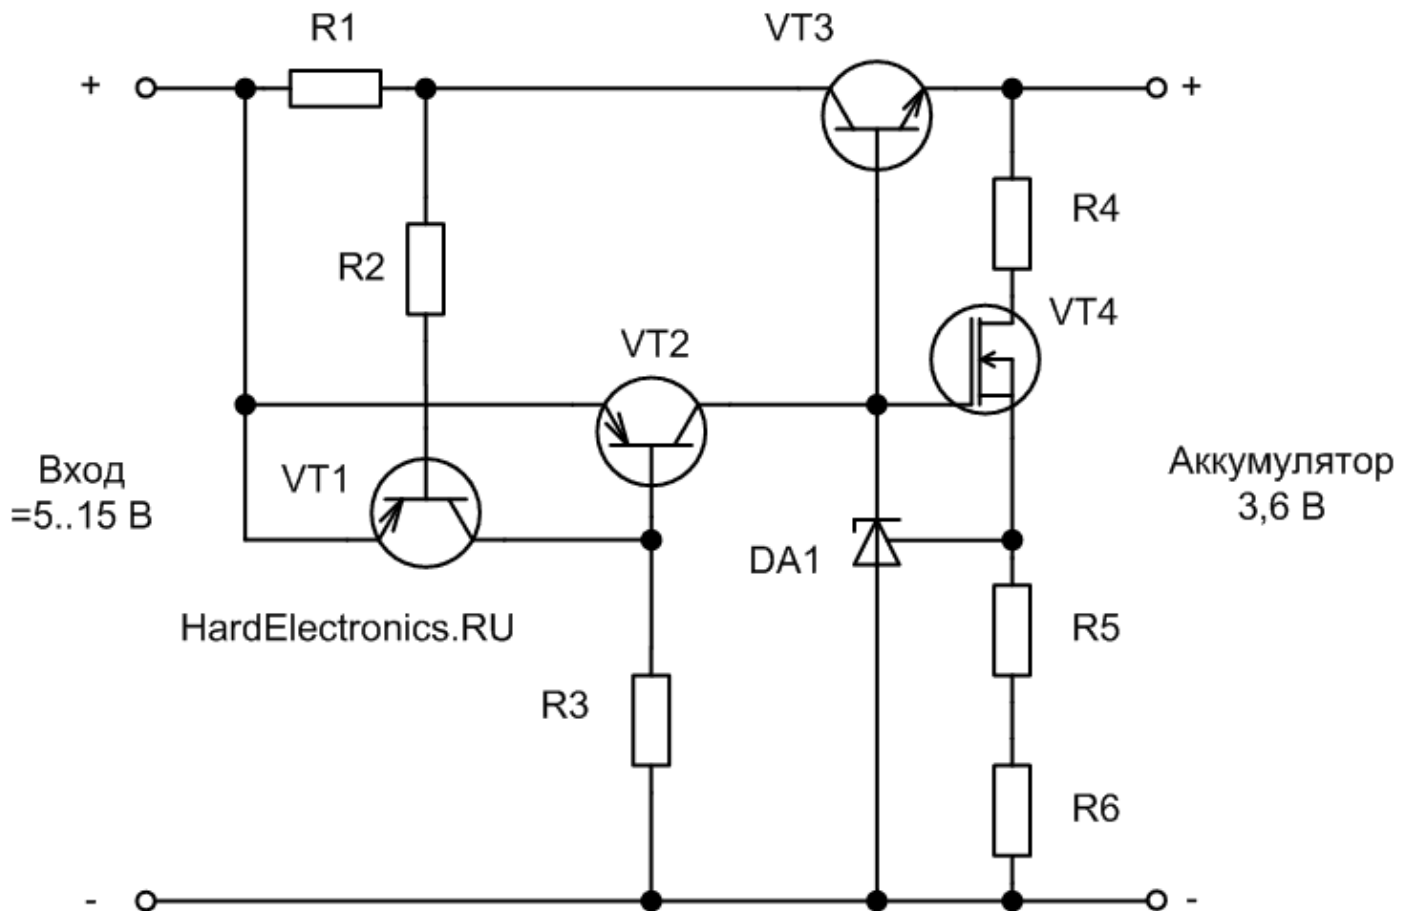 R1
VT3
+
+
R4
R2
VT4
VT2
Вход
=5..15 В
VT1
Аккумулятор
3,6 В
DA1
HardElectronics.RU
R5
R3
R6
-
-